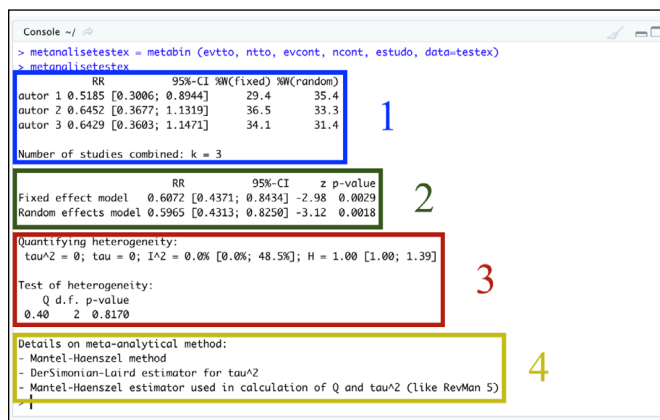 Console ~/
> metanalisetestex = metabin (evtto, ntto, evcont, ncont, estudo, data=testex)
> metanalisetestex
RR 95%-CI %W(fixed) %W(random)
autor 1 0.5185 [0.3006; 0.8944] 29.4 35.4
autor 2 0.6452 [0.3677; 1.1319] 36.5 33.3
autor 3 0.6429 [0.3603; 1.1471] 34.1 31.4
1
Number of studies combined: k = 3
RR 95%-CI z p-value
Fixed effect model 0.6072 [0.4371; 0.8434] -2.98 0.0029
Random effects model 0.5965 [0.4313; 0.8250] -3.12 0.0018
2
Quantifying heterogeneity:
tau^2 = 0; tau = 0; I^2 = 0.0% [0.0%; 48.5%]; H = 1.00 [1.00; 1.39]
3
Test of heterogeneity:
Q d.f. p-value
0.40 2 0.8170
Details on meta-analytical method:
- Mantel-Haenszel method
- DerSimonian-Laird estimator for tau^2
- Mantel-Haenszel estimator used in calculation of Q and tau^2 (like RevMan 5)
4
>